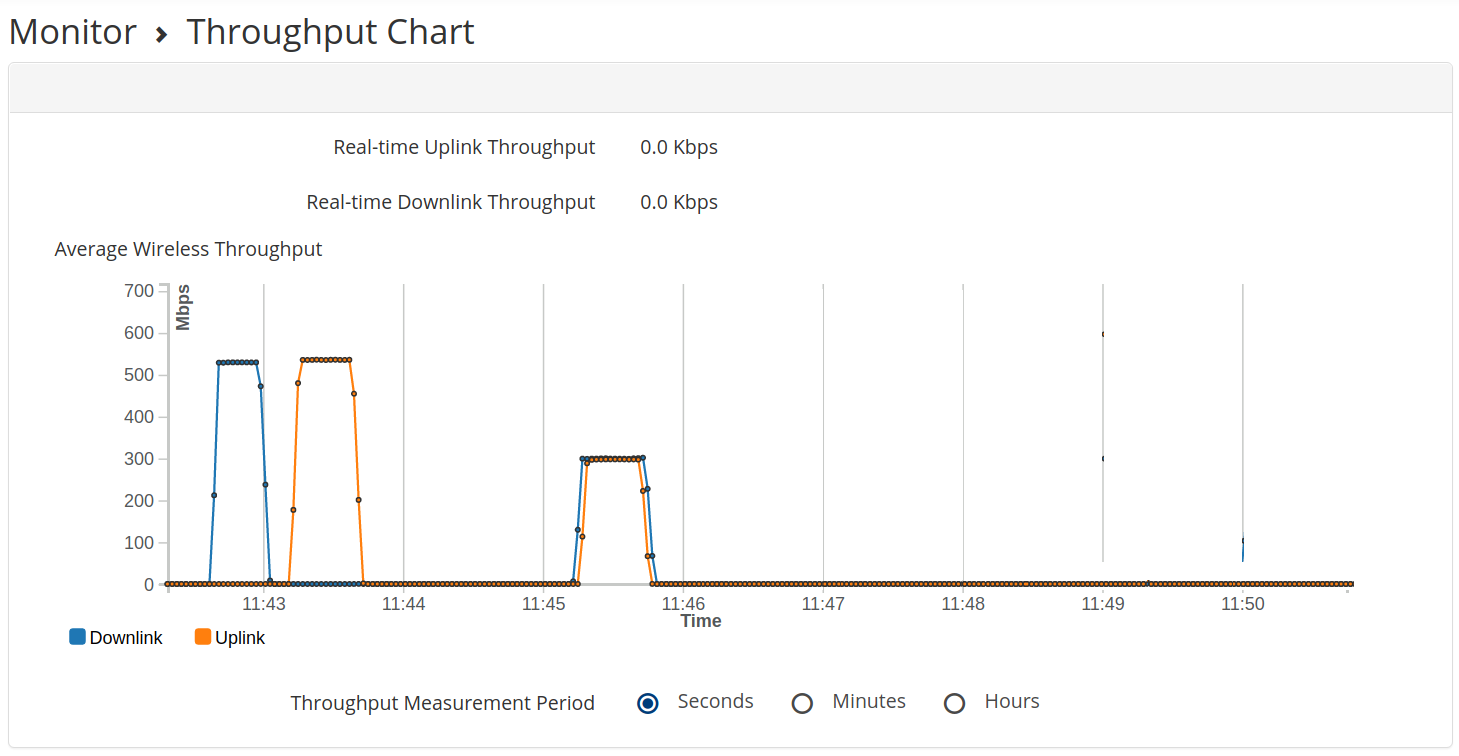 Monitor > Throughput Chart
Real-time Uplink Throughput 0.0 Kbps
Real-time Downlink Throughput 0.0 Kbps
Average Wireless Throughput
Mbps
700
600
500
400
300
200
100
0
11:43 11:44 11:45 11:46 11:47 11:48 11:49 11:50
Time
Downlink Uplink
Throughput Measurement Period Seconds Minutes Hours